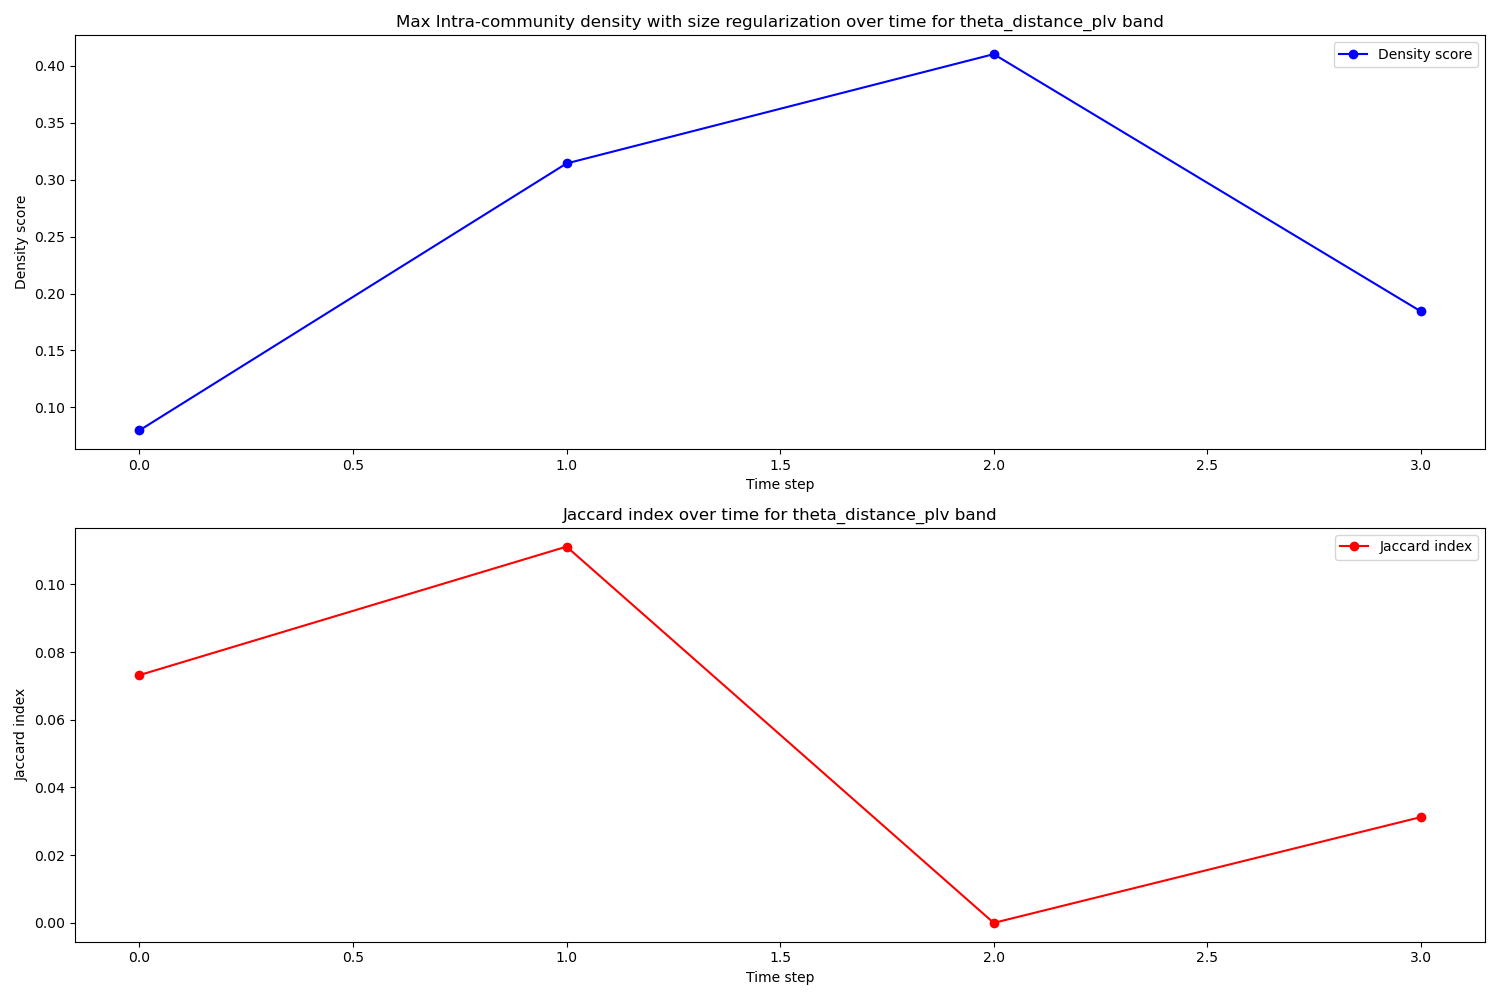 Max Intra-community density with size regularization over time for theta_distance_plv band
Density score
0.40
0.35
0.30
0.25
0.20
0.15
0.10
Density score
0.0 0.5 1.0 1.5 2.0 2.5 3.0
Time step
Jaccard index over time for theta_distance_plv band
Jaccard index
0.10
0.08
0.06
0.04
0.02
0.00
Jaccard index
0.0 0.5 1.0 1.5 2.0 2.5 3.0
Time step